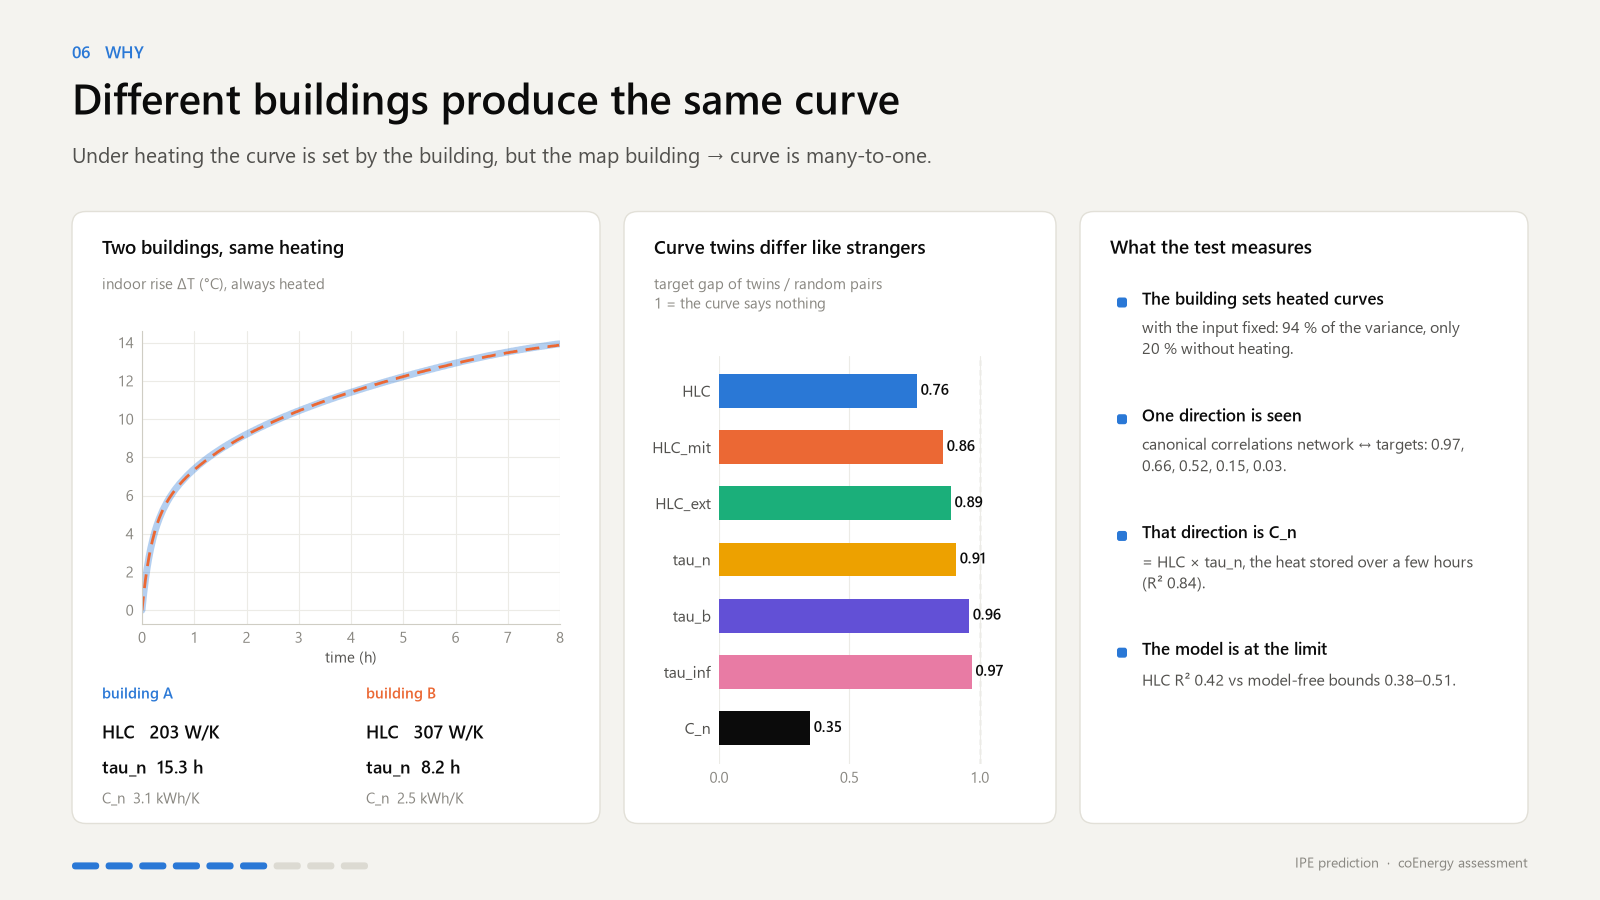 06 WHY
Different buildings produce the same curve
Under heating the curve is set by the building, but the map building → curve is many-to-one.
Two buildings, same heating
indoor rise ΔT (°C), always heated
14
12
10
8
6
4
2
0
0 1 2 3 4 5 6 7 8
time (h)
building A
HLC 203 W/K
tau_n 15.3 h
C_n 3.1 kWh/K
building B
HLC 307 W/K
tau_n 8.2 h
C_n 2.5 kWh/K
Curve twins differ like strangers
target gap of twins / random pairs
1 = the curve says nothing
HLC 0.76
HLC_mit 0.86
HLC_ext 0.89
tau_n 0.91
tau_b 0.96
tau_inf 0.97
C_n 0.35
0.0 0.5 1.0
What the test measures
The building sets heated curves
with the input fixed: 94 % of the variance, only
20 % without heating.
One direction is seen
canonical correlations network ↔ targets: 0.97,
0.66, 0.52, 0.15, 0.03.
That direction is C_n
= HLC × tau_n, the heat stored over a few hours
(R² 0.84).
The model is at the limit
HLC R² 0.42 vs model-free bounds 0.38–0.51.
IPE prediction · coEnergy assessment